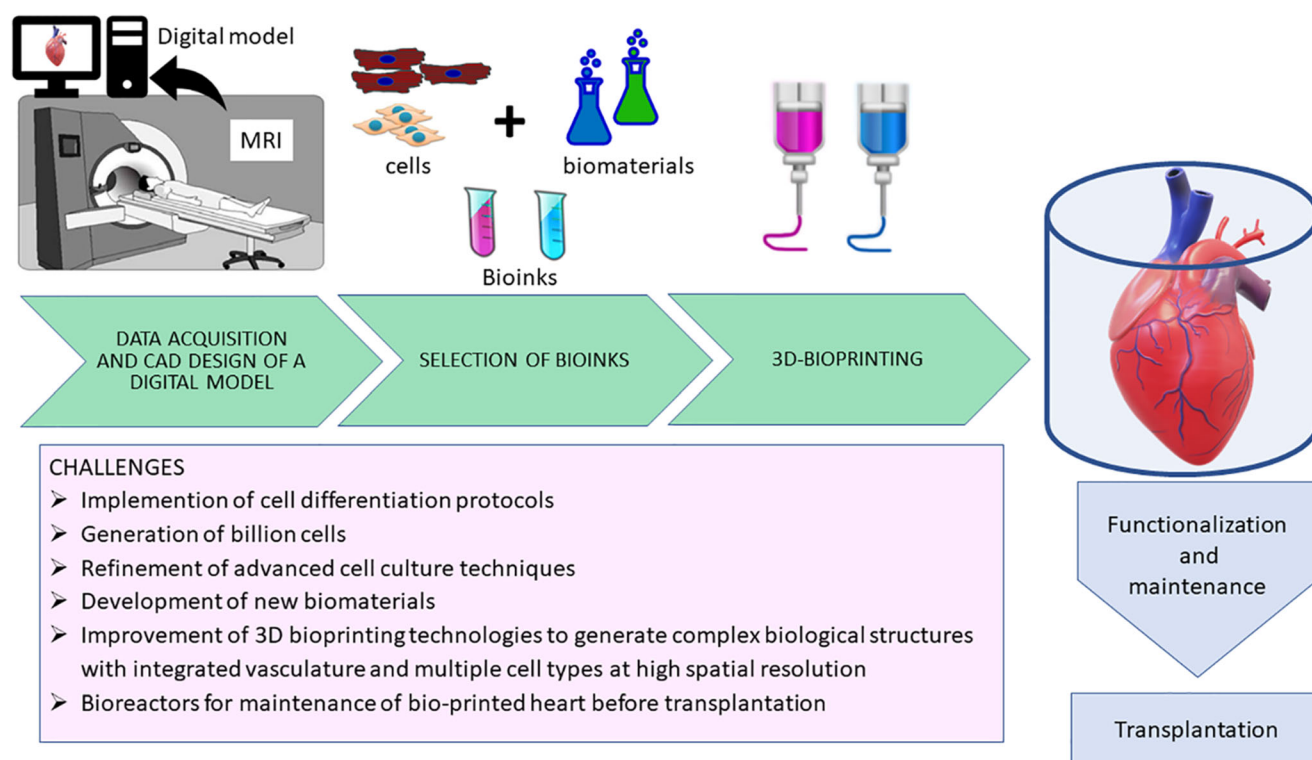 Digital model
MRI
cells
+
biomaterials
Bioinks
DATA ACQUISITION
AND CAD DESIGN OF A
DIGITAL MODEL
SELECTION OF BIOINKS
3D-BIOPRINTING
CHALLENGES
➢ Implemention of cell differentiation protocols
➢ Generation of billion cells
➢ Refinement of advanced cell culture techniques
➢ Development of new biomaterials
➢ Improvement of 3D bioprinting technologies to generate complex biological structures
with integrated vasculature and multiple cell types at high spatial resolution
➢ Bioreactors for maintenance of bio-printed heart before transplantation
Functionalization
and
maintenance
Transplantation